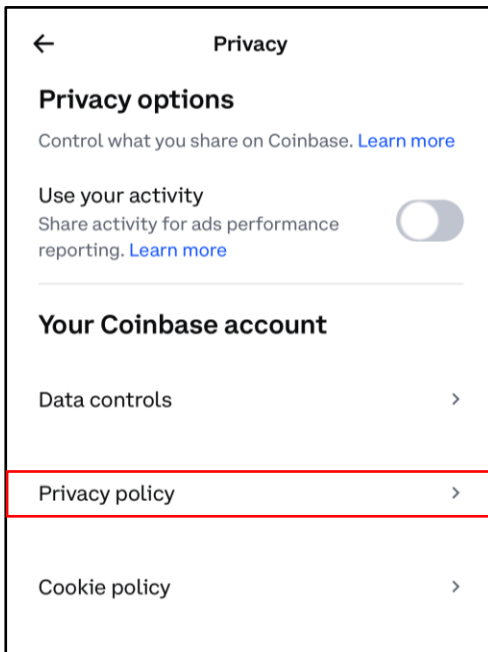 Privacy
Privacy options
Control what you share on Coinbase. Learn more
Use your activity
Share activity for ads performance
reporting. Learn more
Your Coinbase account
Data controls
Privacy policy
Cookie policy